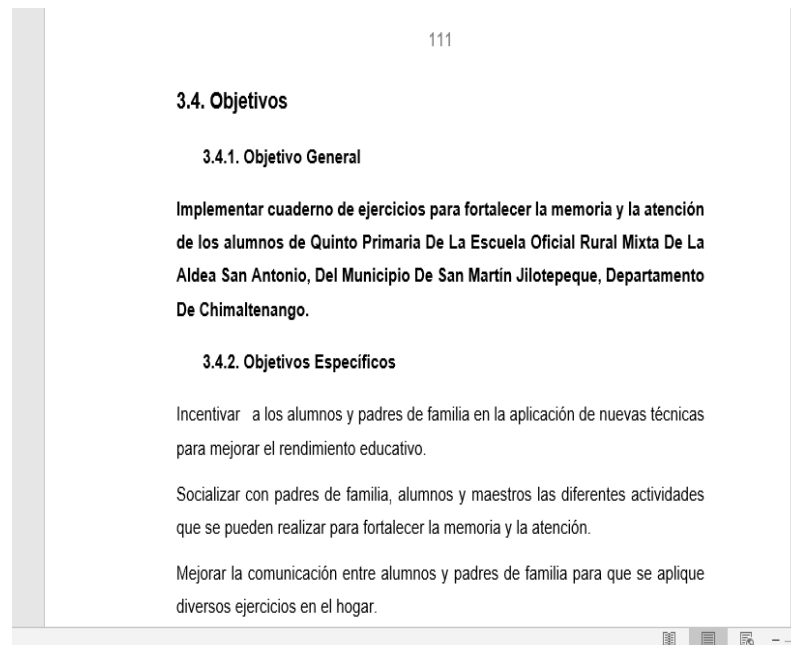 111
3.4. Objetivos
3.4.1. Objetivo General
Implementar cuaderno de ejercicios para fortalecer la memoria y la atención
de los alumnos de Quinto Primaria De La Escuela Oficial Rural Mixta De La
Aldea San Antonio, Del Municipio De San Martín Jilotepeque, Departamento
De Chimaltenango.
3.4.2. Objetivos Específicos
Incentivar a los alumnos y padres de familia en la aplicación de nuevas técnicas
para mejorar el rendimiento educativo.
Socializar con padres de familia, alumnos y maestros las diferentes actividades
que se pueden realizar para fortalecer la memoria y la atención.
Mejorar la comunicación entre alumnos y padres de familia para que se aplique
diversos ejercicios en el hogar.